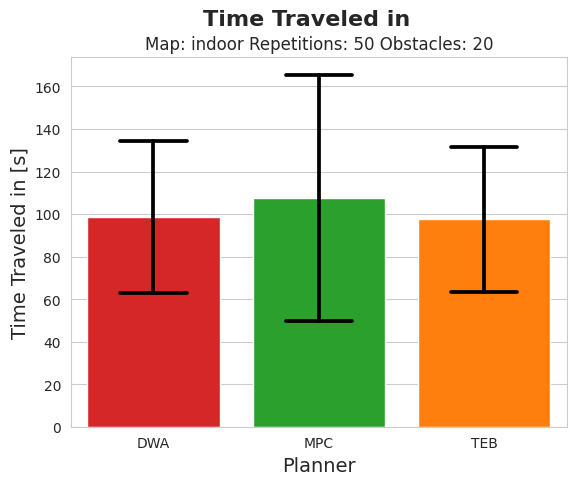 Time Traveled in
Map: indoor Repetitions: 50 Obstacles: 20
Time Traveled in [s]
160
140
120
100
80
60
40
20
0
DWA MPC TEB
Planner